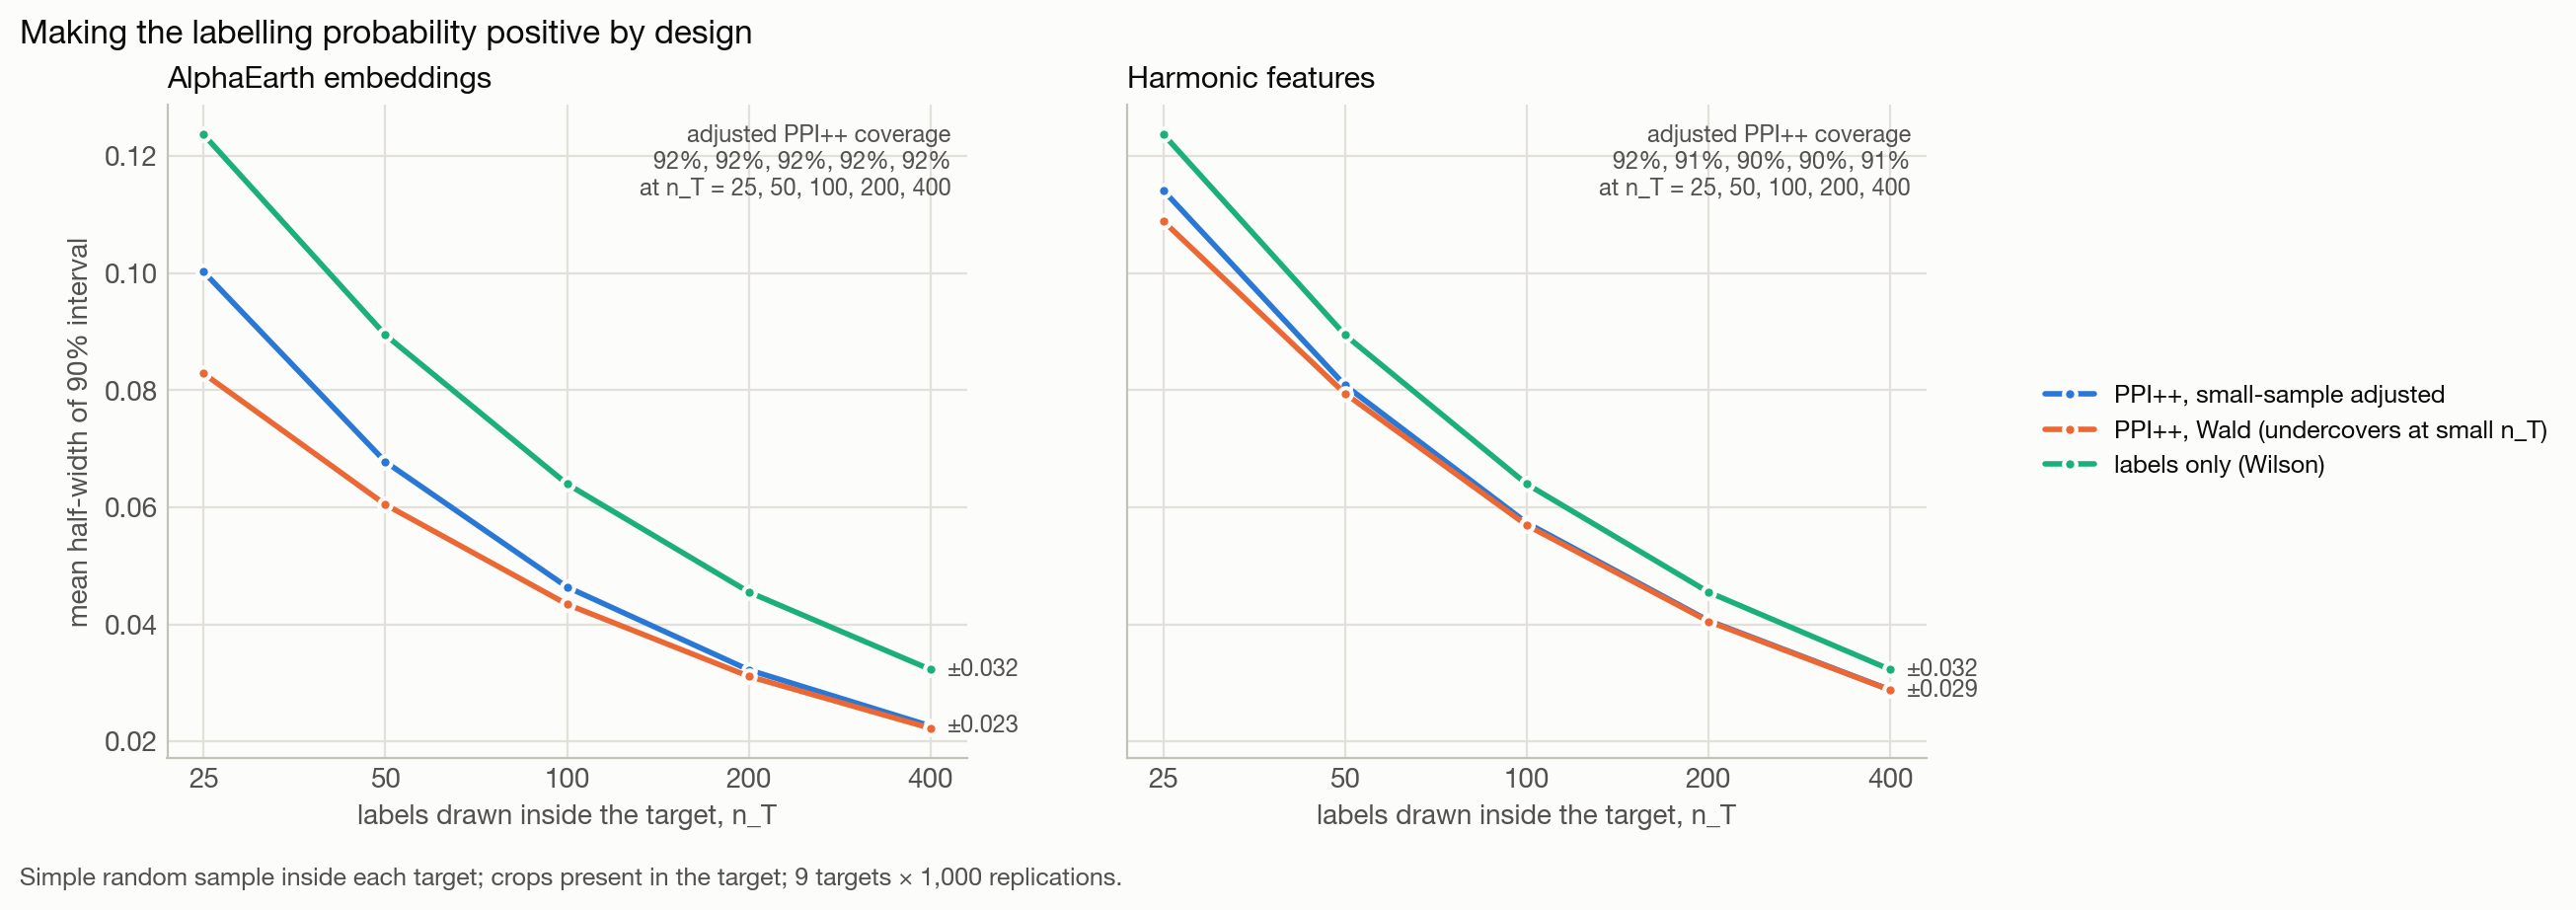 Making the labelling probability positive by design
AlphaEarth embeddings
adjusted PPI++ coverage
92%, 92%, 92%, 92%, 92%
at n_T = 25, 50, 100, 200, 400
mean half-width of 90% interval
0.12
0.10
0.08
0.06
0.04
0.02
±0.032
±0.023
25 50 100 200 400
labels drawn inside the target, n_T
Harmonic features
adjusted PPI++ coverage
92%, 91%, 90%, 90%, 91%
at n_T = 25, 50, 100, 200, 400
±0.032
±0.029
25 50 100 200 400
labels drawn inside the target, n_T
PPI++, small-sample adjusted
PPI++, Wald (undercovers at small n_T)
labels only (Wilson)
Simple random sample inside each target; crops present in the target; 9 targets × 1,000 replications.